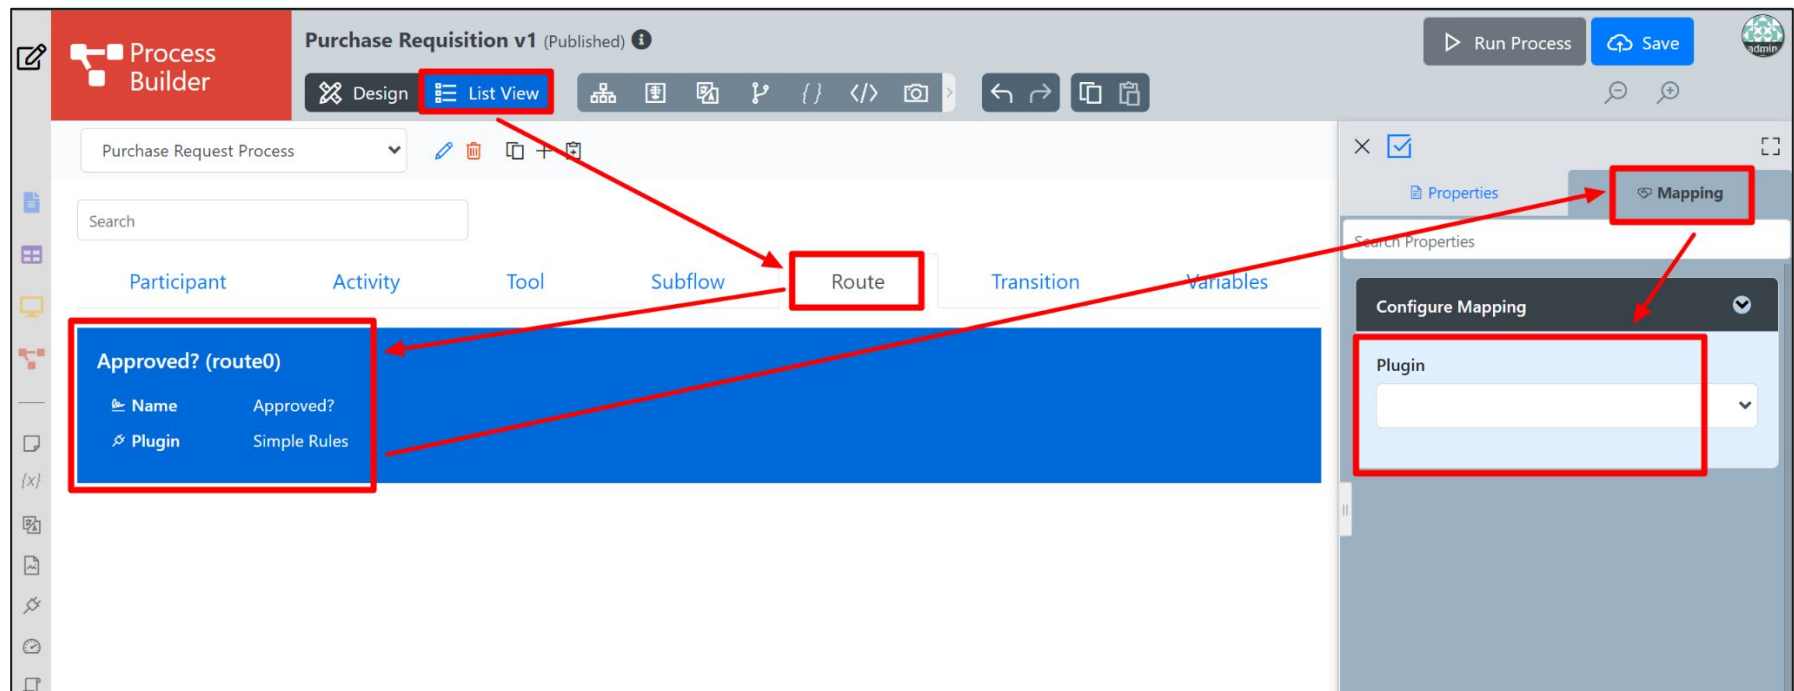 Process
Builder
Purchase Requisition v1 (Published)
Run Process
Save
admin
Design
List View
Purchase Request Process
Properties
Mapping
Search
Search Properties
Participant
Activity
Tool
Subflow
Route
Transition
Variables
Configure Mapping
Approved? (route0)
Name Approved?
Plugin Simple Rules
Plugin
{x}